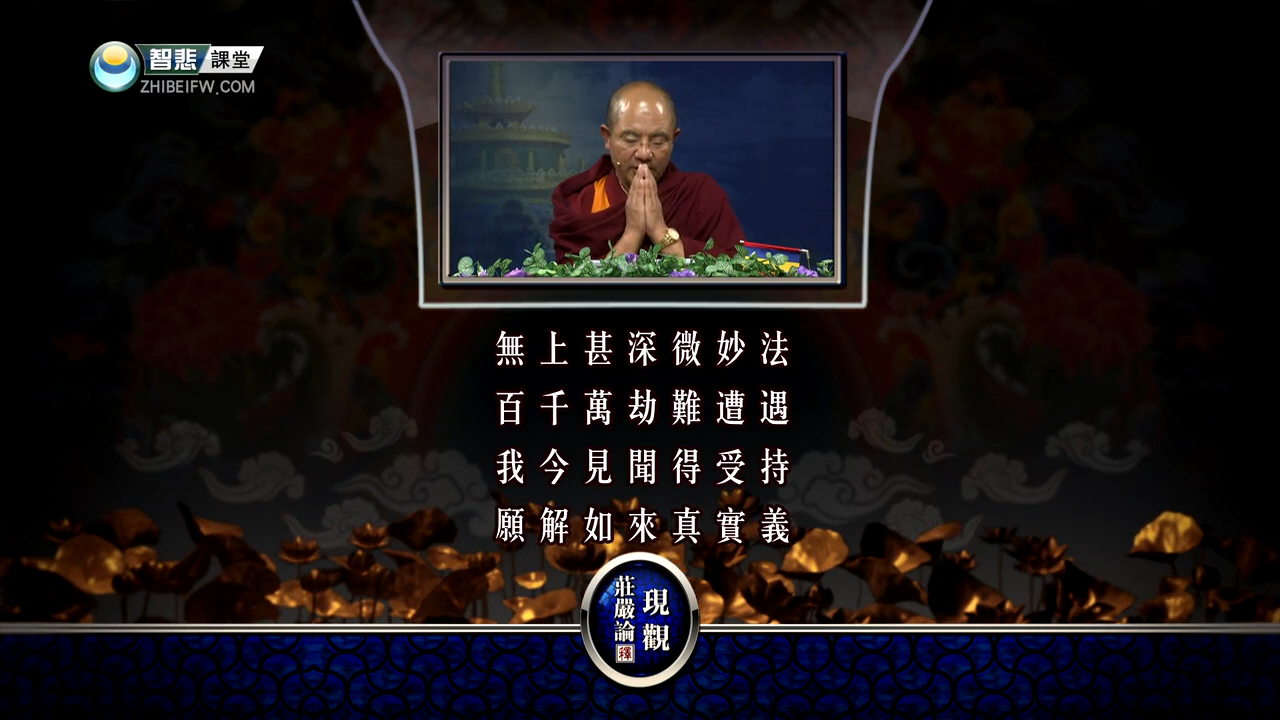 智悲課堂
ZHIBEIFW.COM
無上甚深微妙法
百千萬劫難遭遇
我今見聞得受持
願解如來真實義
現觀
莊嚴論釋